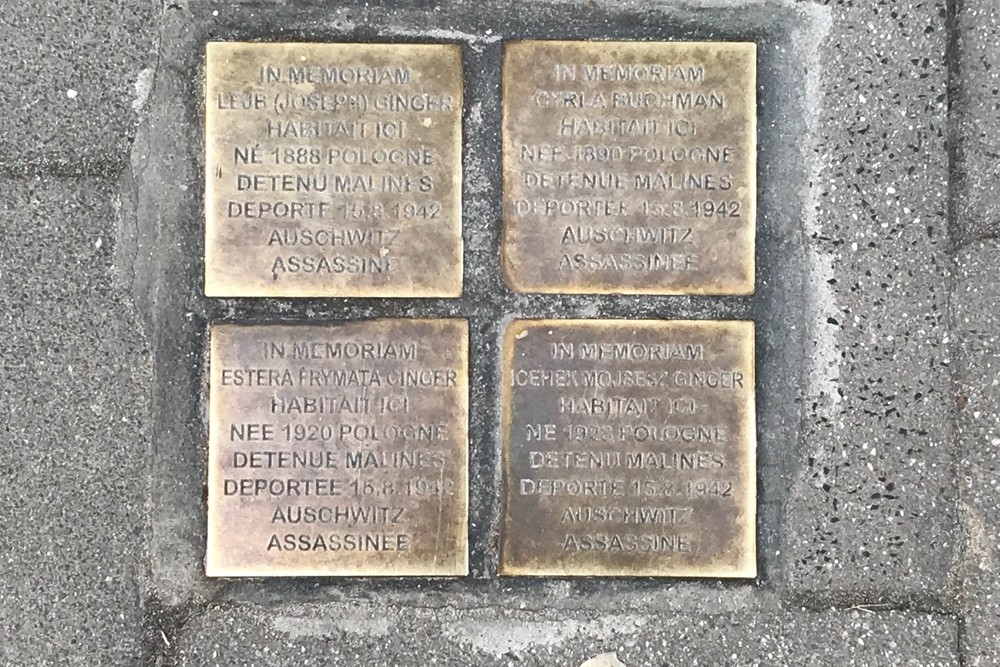 IN MEMORIAM
LEJB (JOSEPH) GINGER
HABITAIT ICI
NÉ 1888 POLOGNE
DETENU MALINES
DEPORTE 15.8.1942
AUSCHWITZ
ASSASSINE
IN MEMORIAM
CYRLA BUCHMAN
HABITAIT ICI
NEE 1890 POLOGNE
DETENUE MALINES
DEPORTEE 15.8.1942
AUSCHWITZ
ASSASSINEE
IN MEMORIAM
ESTERA FRYMATA GINGER
HABITAIT ICI
NEE 1920 POLOGNE
DETENUE MALINES
DEPORTEE 15.8.1942
AUSCHWITZ
ASSASSINEE
IN MEMORIAM
ICEHEK MOJSESZ GINGER
HABITAIT ICI
NE 1923 POLOGNE
DETENU MALINES
DEPORTE 15.8.1942
AUSCHWITZ
ASSASSINE